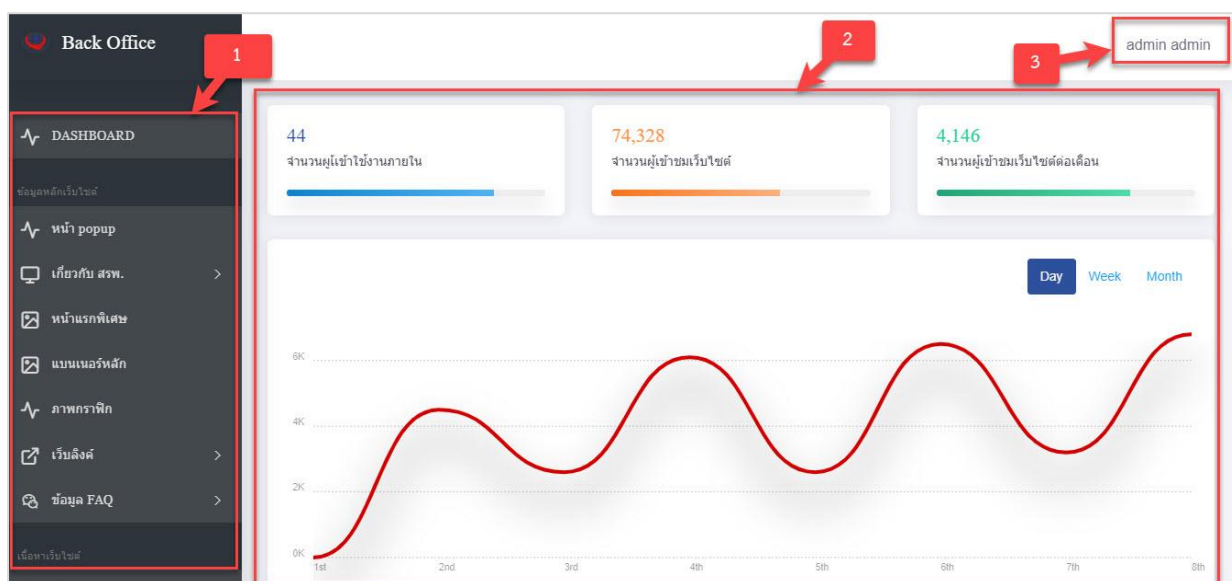 Back Office
1
2
3
admin admin
DASHBOARD
ข้อมูลหลักเว็บไซต์
หน้า popup
เกี่ยวกับ สรพ.
หน้าแรกพิเศษ
แบนเนอร์หลัก
ภาพกราฟิก
เว็บลิงค์
ข้อมูล FAQ
เนื้อหาเว็บไซต์
44
จำนวนผู้เข้าใช้งานภายใน
74,328
จำนวนผู้เข้าชมเว็บไซต์
4,146
จำนวนผู้เข้าชมเว็บไซต์ต่อเดือน
Day Week Month
6K
4K
2K
0K
1st 2nd 3rd 4th 5th 6th 7th 8th